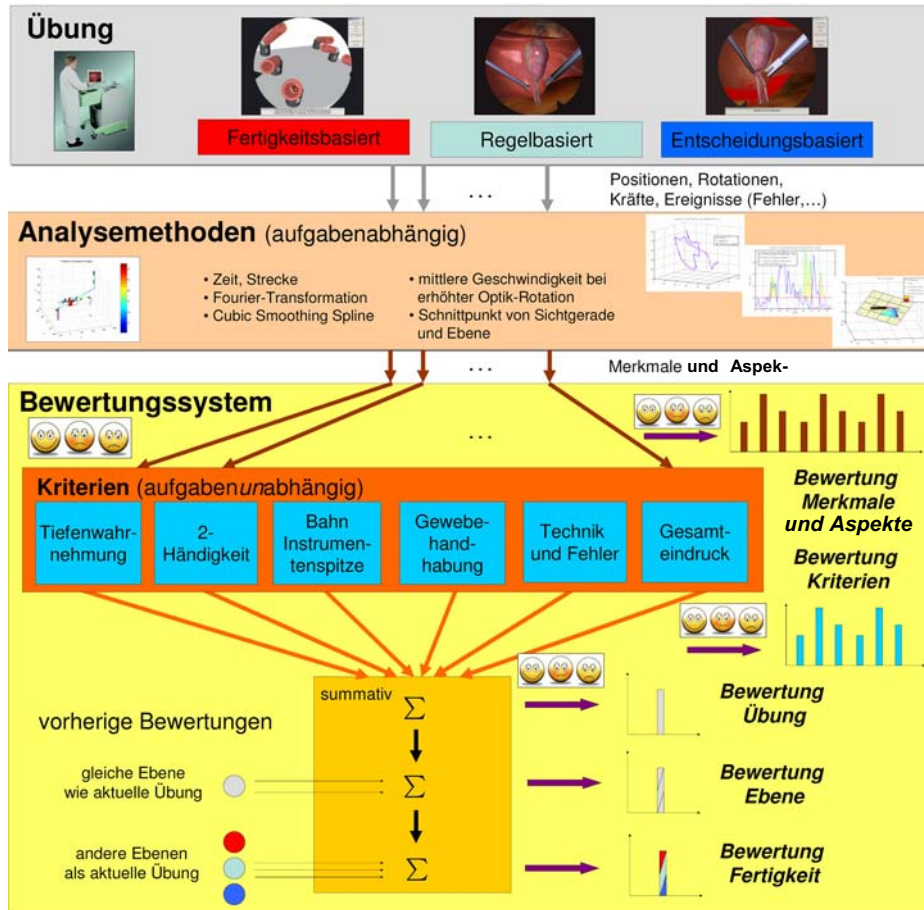 Übung
Fertigkeitsbasiert
Regelbasiert
Entscheidungsbasiert
...
Positionen, Rotationen,
Kräfte, Ereignisse (Fehler,...)
Analysemethoden (aufgabenabhängig)
• Zeit, Strecke
• Fourier-Transformation
• Cubic Smoothing Spline
• mittlere Geschwindigkeit bei
erhöhter Optik-Rotation
• Schnittpunkt von Sichtgerade
und Ebene
...
Merkmale und Aspek-
Bewertungssystem
...
Bewertung
Merkmale
und Aspekte
Kriterien (aufgabenunabhängig)
Tiefenwahr-
nehmung
2-
Händigkeit
Bahn
Instrumen-
tenspitze
Gewebe-
hand-
habung
Technik
und Fehler
Gesamt-
eindruck
Bewertung
Kriterien
summativ
Σ
Bewertung
Übung
vorherige Bewertungen
gleiche Ebene
wie aktuelle Übung
Σ
Bewertung
Ebene
andere Ebenen
als aktuelle Übung
Σ
Bewertung
Fertigkeit